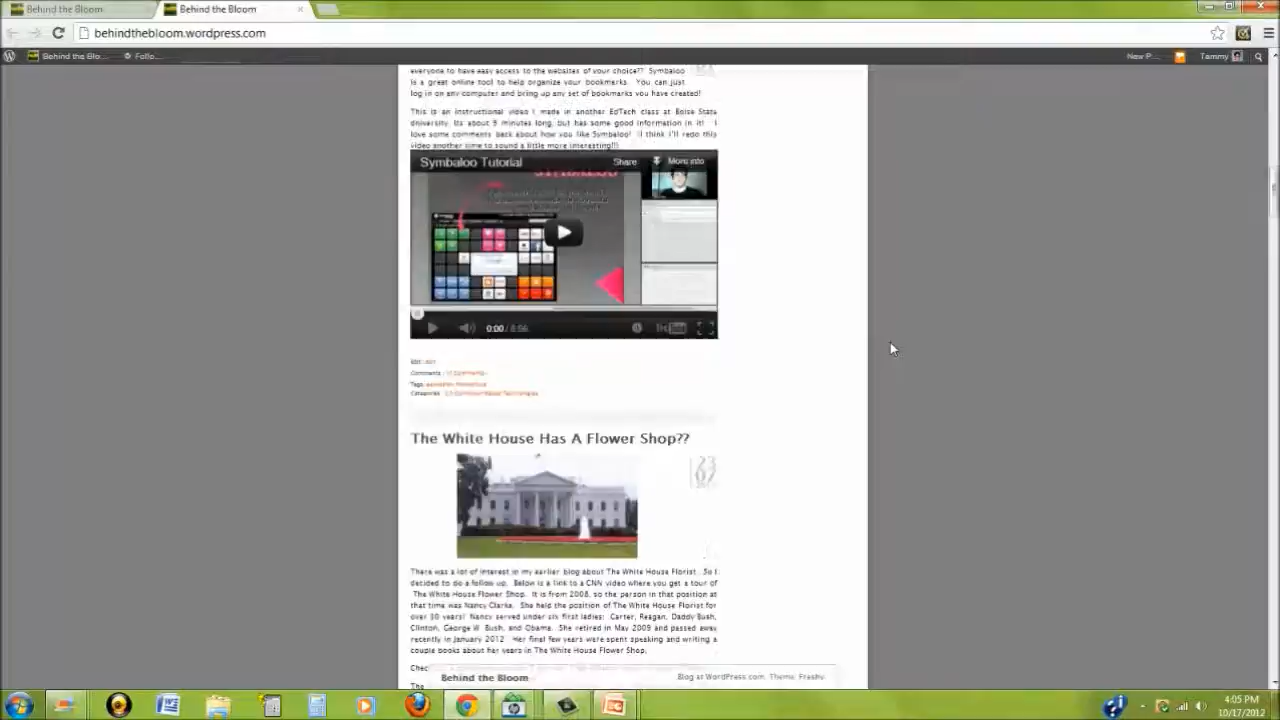 Behind the Bloom
Behind the Bloom
behindthebloom.wordpress.com
Behind the Blo...
Follo...
New P...
Tammy
everyone to have easy access to the websites of your choice?? Symbaloo
is a great online tool to help organize your bookmarks. You can just
log in on any computer and bring up any set of bookmarks you have created!
This is an instructional video I made in another EdTech class at Boise State
University. Its about 9 minutes long, but has some good information in it! I
love some comments back about how you like Symbaloo! (I think I'll redo this
video another time to sound a little more interesting!!)
Symbaloo Tutorial
Share
More info
SYMBALOO
0:00 / 8:56
Comments :
Tags:
Categories :
The White House Has A Flower Shop??
23
07
There was a lot of interest in my earlier blog about The White House Florist. So I
decided to do a follow up. Below is a link to a CNN video where you get a tour of
The White House Flower Shop. It is from 2008, so the person in that position at
that time was Nancy Clarke. She help the position of The White House Florist for
over 30 years! Nancy served under six first ladies: Carter, Reagan, Daddy Bush,
Clinton, George W. Bush, and Obama. She retired in May 2009 and passed away
recently in January 2012. Her final few years were spent speaking and writing a
couple books about her years in The White House Flower Shop.
Chec
The
Behind the Bloom
Blog at WordPress.com. Theme: Freshy.
4:05 PM
10/17/2012